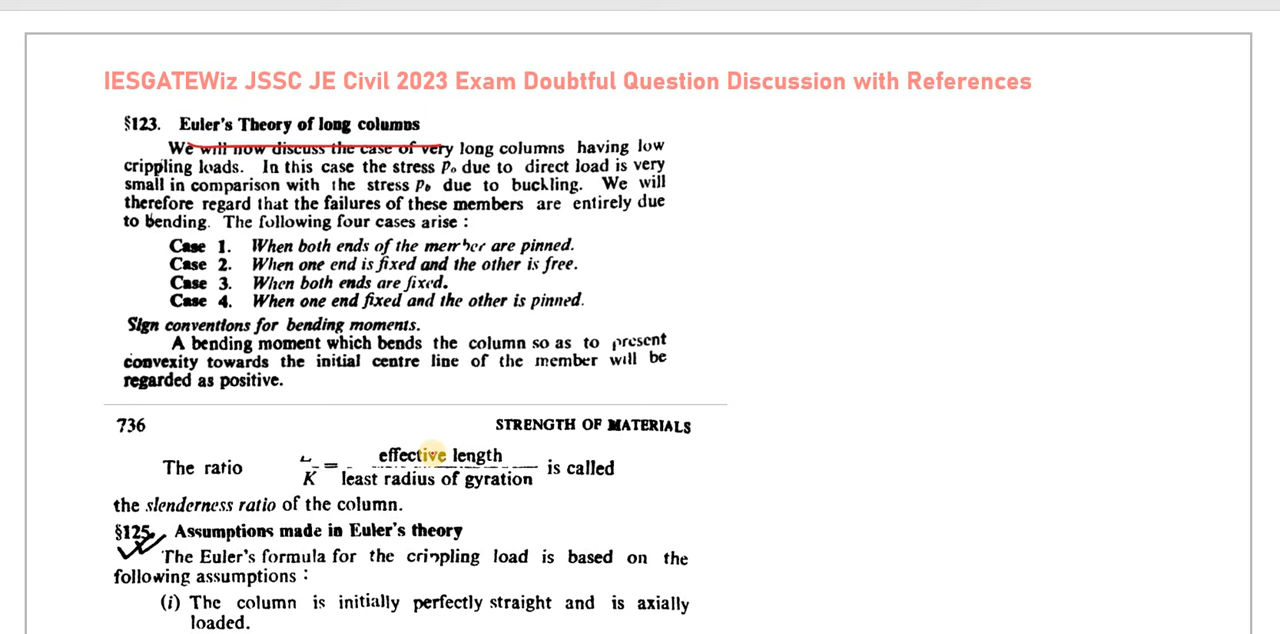 IESGATEWiz JSSC JE Civil 2023 Exam Doubtful Question Discussion with References
§123. Euler's Theory of long columns
We will now discuss the case of very long columns having low
crippling loads. In this case the stress p₀ due to direct load is very
small in comparison with the stress p_b due to buckling. We will
therefore regard that the failures of these members are entirely due
to bending. The following four cases arise :
Case 1. When both ends of the member are pinned.
Case 2. When one end is fixed and the other is free.
Case 3. When both ends are fixed.
Case 4. When one end fixed and the other is pinned.
Sign conventions for bending moments.
A bending moment which bends the column so as to present
convexity towards the initial centre line of the member will be
regarded as positive.
736 STRENGTH OF MATERIALS
effective length
The ratio = is called
K least radius of gyration
the slenderness ratio of the column.
§125. Assumptions made in Euler's theory
The Euler's formula for the crippling load is based on the
following assumptions :
(i) The column is initially perfectly straight and is axially
loaded.